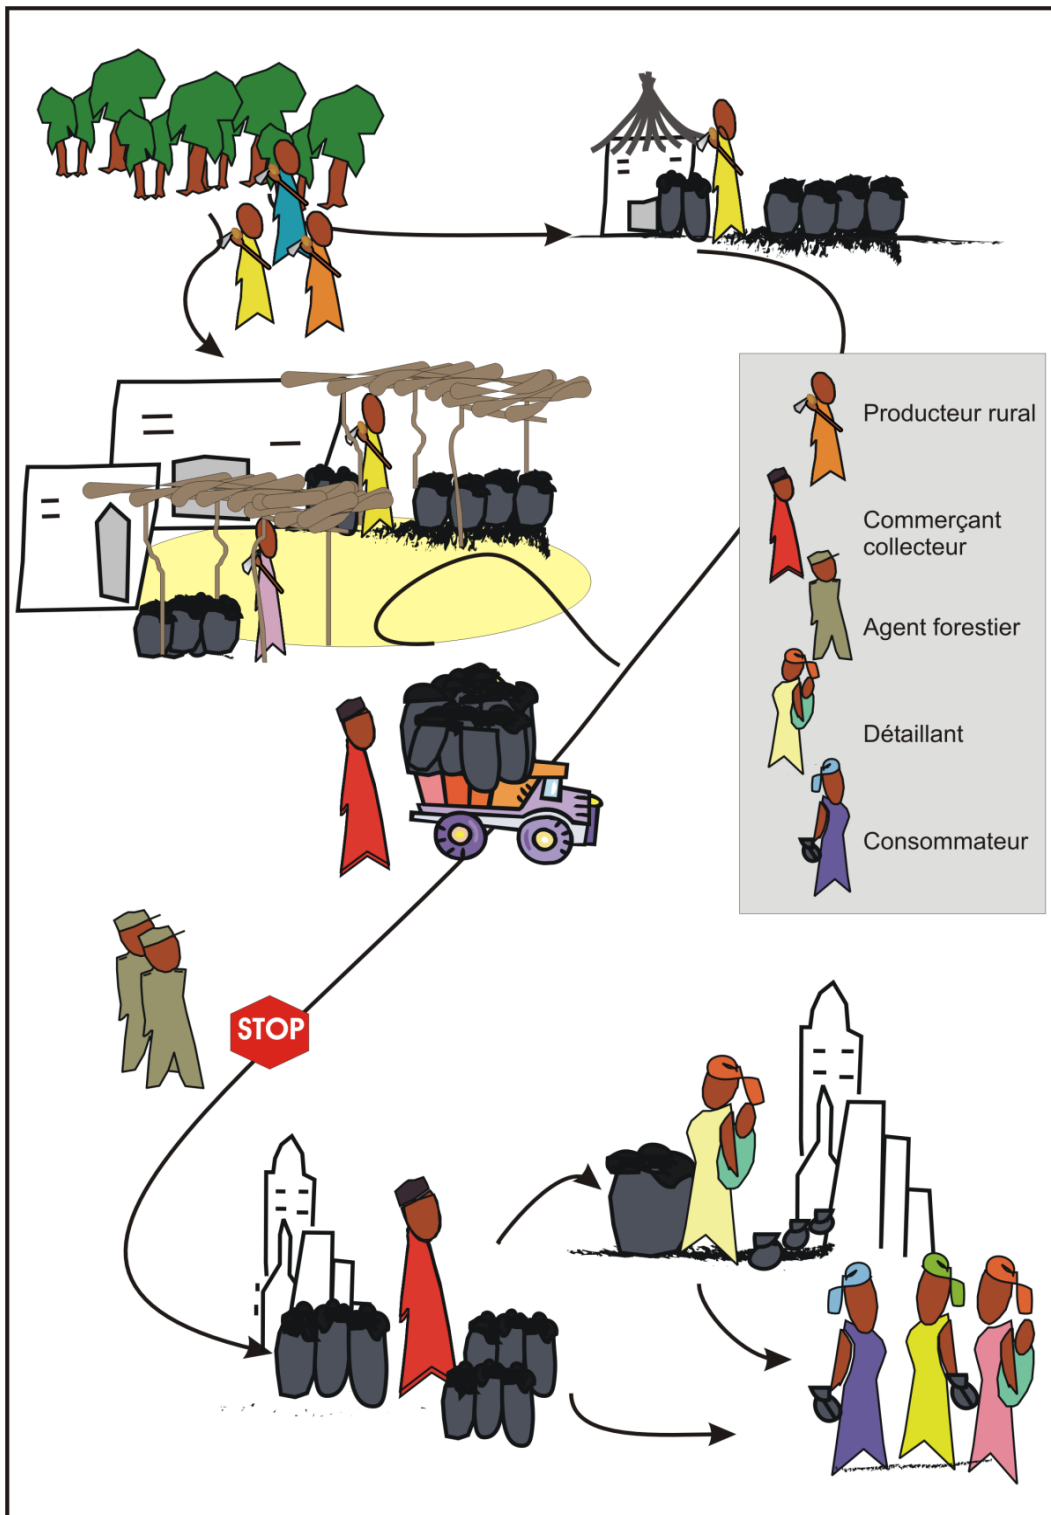 Producteur rural
Commerçant
collecteur
Agent forestier
Détaillant
Consommateur
STOP